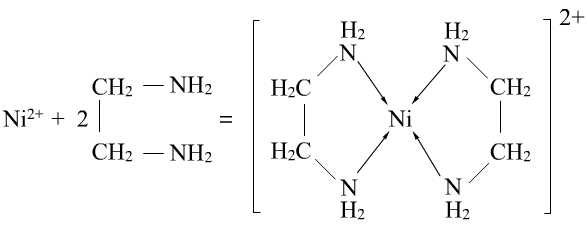 2+
H2 H2
N N
CH2 — NH2 H2C CH2
Ni2+ + 2 = Ni
CH2 — NH2 H2C CH2
N N
H2 H2